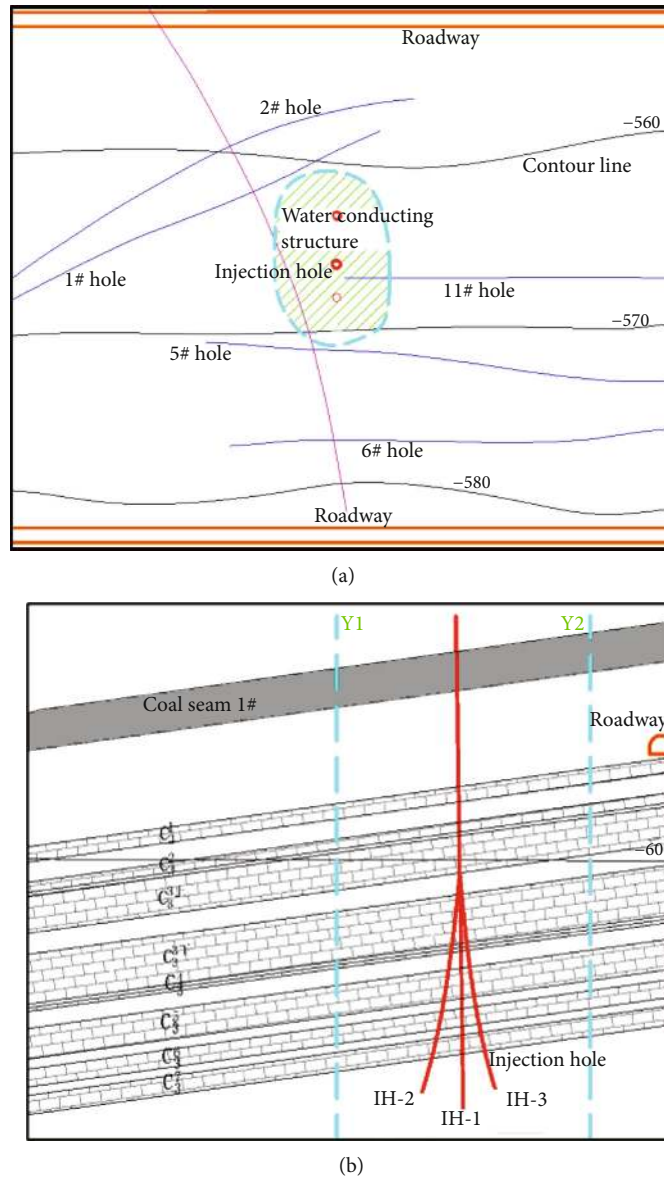 Roadway
2# hole
−560
Contour line
Water conducting
structure
1# hole
Injection hole
11# hole
−570
5# hole
6# hole
−580
Roadway
(a)
Y1
Y2
Coal seam 1#
Roadway
−60
Injection hole
IH-2
IH-3
IH-1
(b)